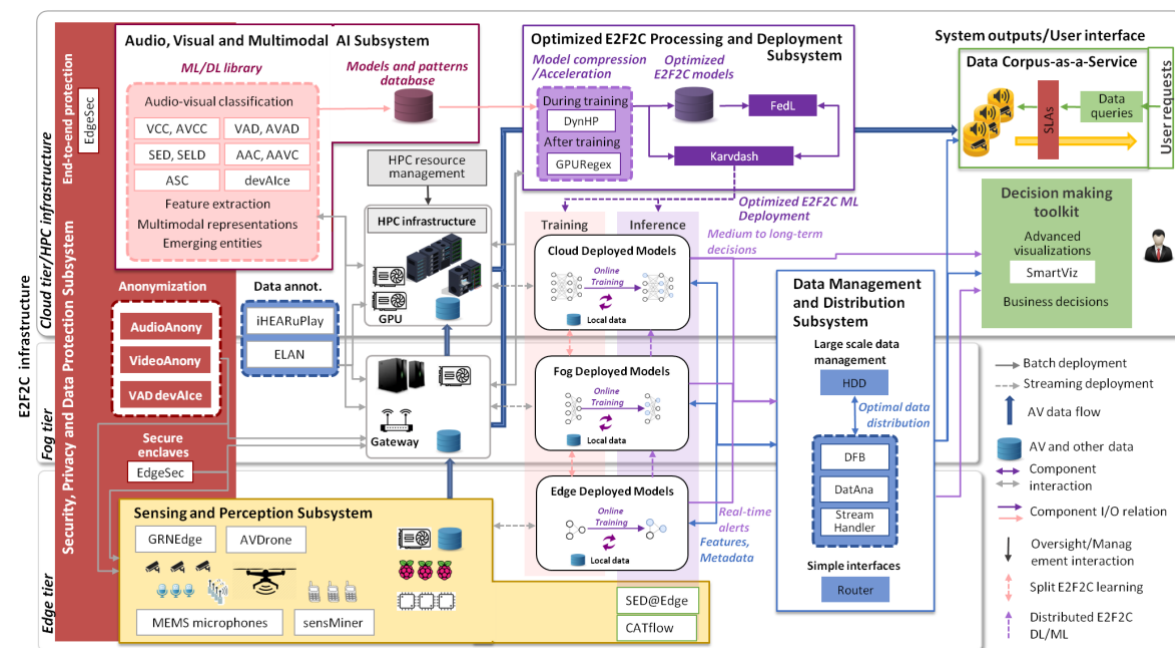 E2F2C infrastructure
Cloud tier/HPC infrastructure
Fog tier
Edge tier
End-to-end protection
EdgeSec
Security, Privacy and Data Protection Subsystem
Audio, Visual and Multimodal AI Subsystem
ML/DL library
Models and patterns
database
Audio-visual classification
VCC, AVCC
VAD, AVAD
SED, SELD
AAC, AAVC
ASC
devAIce
Feature extraction
Multimodal representations
Emerging entities
HPC resource
management
HPC infrastructure
GPU
Anonymization
AudioAnony
VideoAnony
VAD devAIce
Data annot.
iHEARuPlay
ELAN
Gateway
Secure
enclaves
EdgeSec
Optimized E2F2C Processing and Deployment
Subsystem
Model compression
/Acceleration
Optimized
E2F2C models
During training
DynHP
After training
GPURegex
FedL
Karvdash
Optimized E2F2C ML
Deployment
Training
Inference
Medium to long-term
decisions
Cloud Deployed Models
Online
Training
Local data
Fog Deployed Models
Online
Training
Local data
Edge Deployed Models
Online
Training
Local data
Real-time
alerts
Features,
Metadata
Sensing and Perception Subsystem
GRNEdge
AVDrone
MEMS microphones
sensMiner
SED@Edge
CATflow
System outputs/User interface
Data Corpus-as-a-Service
SLAs
Data
queries
User requests
Decision making
toolkit
Advanced
visualizations
SmartViz
Business decisions
Data Management
and Distribution
Subsystem
Large scale data
management
HDD
Optimal data
distribution
DFB
DatAna
Stream
Handler
Simple interfaces
Router
Batch deployment
Streaming deployment
AV data flow
AV and other data
Component
interaction
Component I/O relation
Oversight/Manag
ement interaction
Split E2F2C learning
Distributed E2F2C
DL/ML